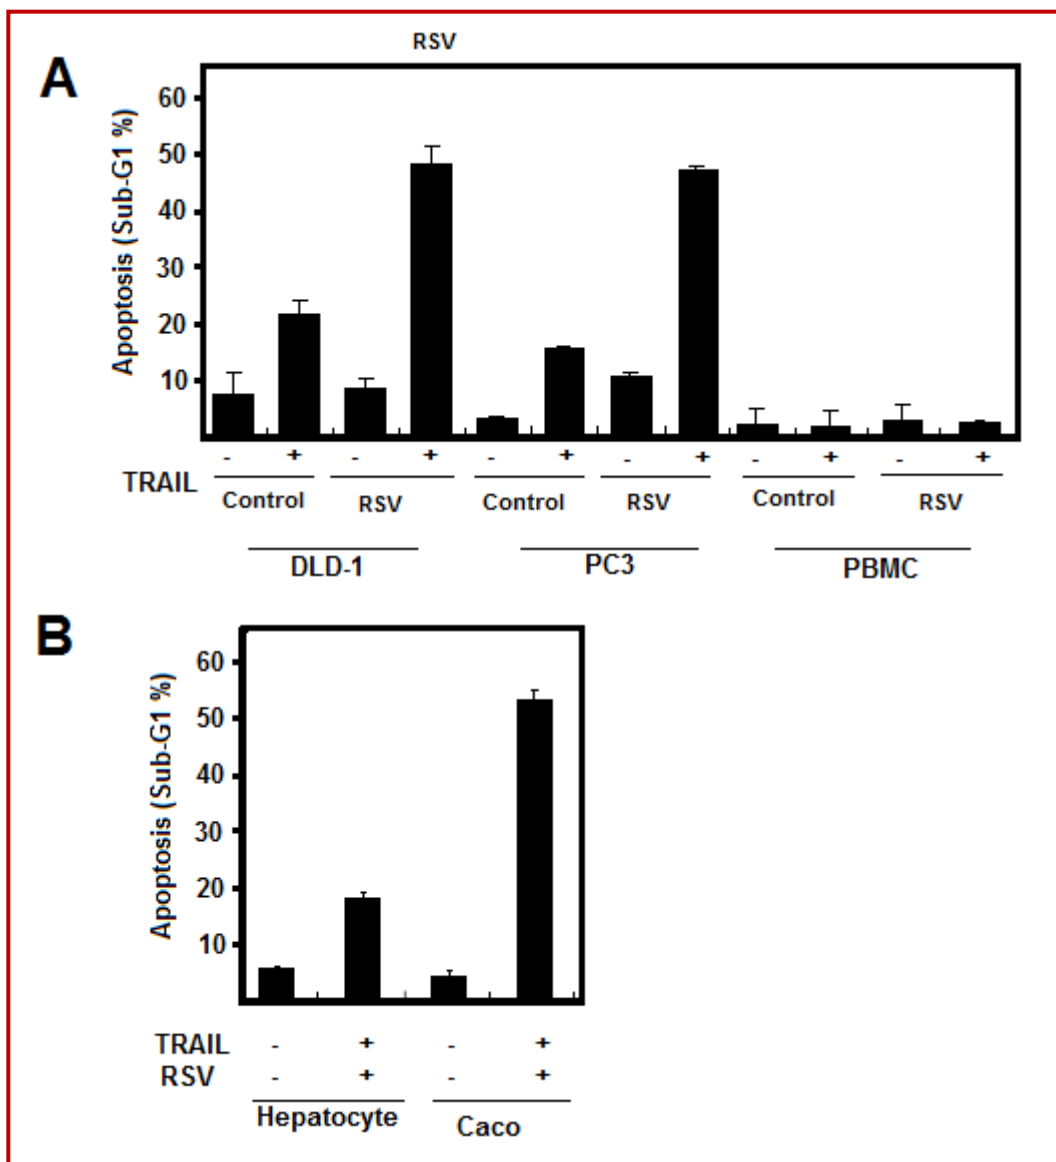 RSV
A
Apoptosis (Sub-G1 %)
60
50
40
30
20
10
- + - + - + - + - + - +
TRAIL
Control RSV Control RSV Control RSV
DLD-1 PC3 PBMC
B
Apoptosis (Sub-G1 %)
60
50
40
30
20
10
TRAIL - + - +
RSV - + - +
Hepatocyte Caco